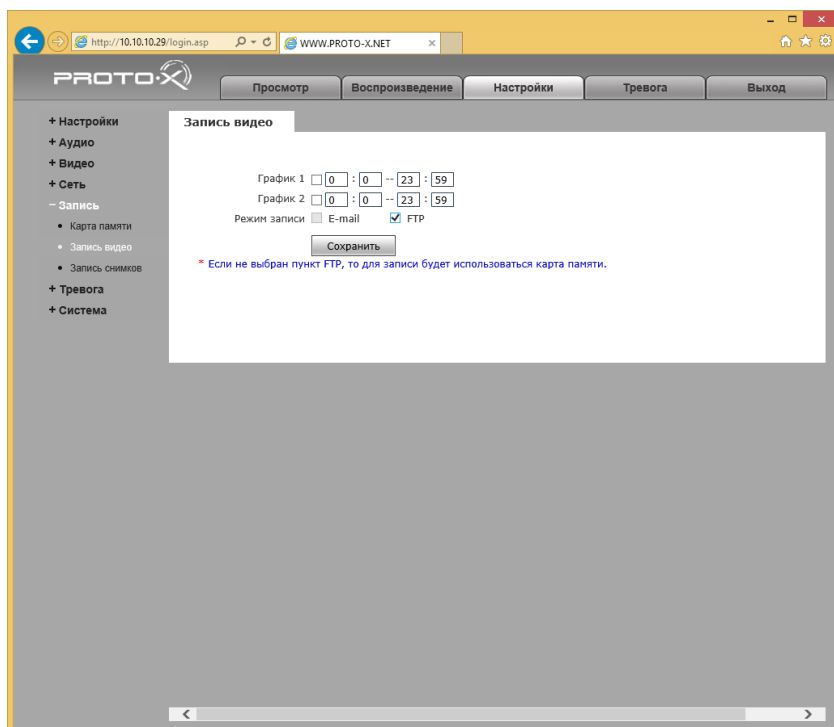 http://10.10.10.29/login.asp
WWW.PROTO-X.NET
PROTO-X
Просмотр
Воспроизведение
Настройки
Тревога
Выход
+ Настройки
+ Аудио
+ Видео
+ Сеть
− Запись
• Карта памяти
• Запись видео
• Запись снимков
+ Тревога
+ Система
Запись видео
График 1 0 : 0 -- 23 : 59
График 2 0 : 0 -- 23 : 59
Режим записи E-mail FTP
Сохранить
* Если не выбран пункт FTP, то для записи будет использоваться карта памяти.